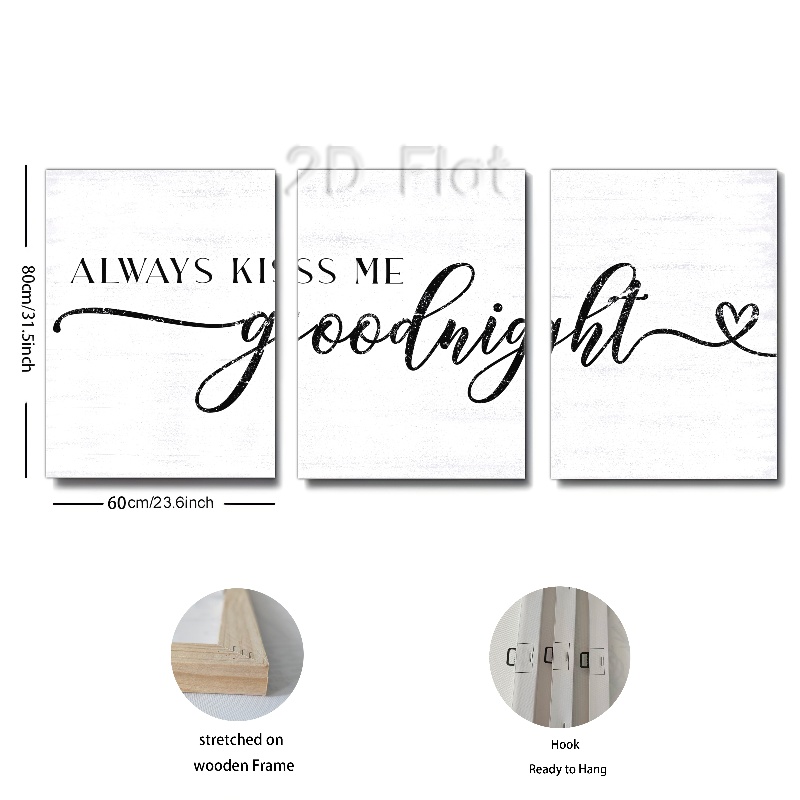 2D Flat
ALWAYS KISS ME
goodnight
80cm/31.5inch
60cm/23.6inch
stretched on
wooden Frame
Hook
Ready to Hang